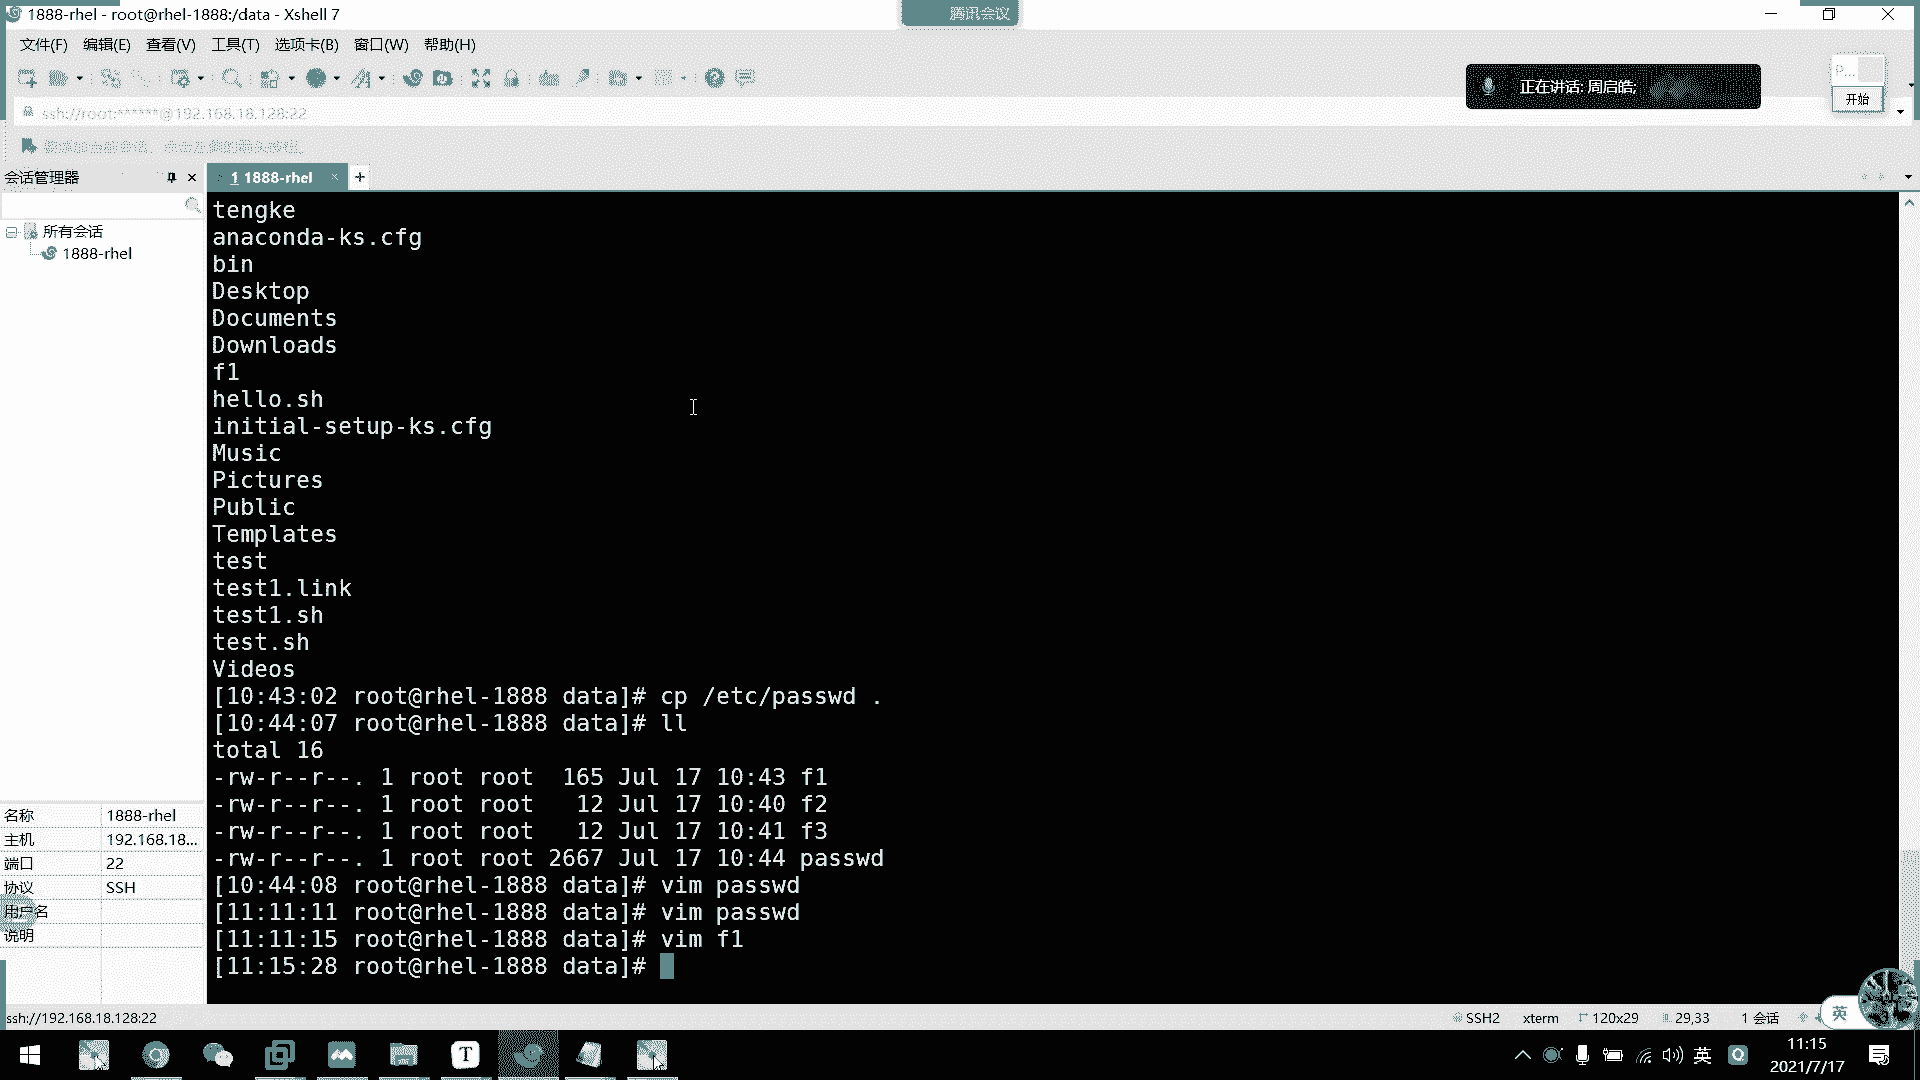 1888-rhel - root@rhel-1888:/data - Xshell 7
腾讯会议
文件(F) 编辑(E) 查看(V) 工具(T) 选项卡(B) 窗口(W) 帮助(H)
正在讲话: 周启皓;
P...
开始
ssh://root:******@192.168.18.128:22
会话管理器
1 1888-rhel
所有会话
1888-rhel
tengke
anaconda-ks.cfg
bin
Desktop
Documents
Downloads
f1
hello.sh
initial-setup-ks.cfg
Music
Pictures
Public
Templates
test
test1.link
test1.sh
test.sh
Videos
[10:43:02 root@rhel-1888 data]# cp /etc/passwd .
[10:44:07 root@rhel-1888 data]# ll
total 16
-rw-r--r--. 1 root root  165 Jul 17 10:43 f1
-rw-r--r--. 1 root root   12 Jul 17 10:40 f2
-rw-r--r--. 1 root root   12 Jul 17 10:41 f3
-rw-r--r--. 1 root root 2667 Jul 17 10:44 passwd
[10:44:08 root@rhel-1888 data]# vim passwd
[11:11:11 root@rhel-1888 data]# vim passwd
[11:11:15 root@rhel-1888 data]# vim f1
[11:15:28 root@rhel-1888 data]#
名称 1888-rhel
主机 192.168.18...
端口 22
协议 SSH
用户名
说明
ssh://192.168.18.128:22
SSH2 xterm 120x29 29,33 1 会话
英
T
英
11:15
2021/7/17